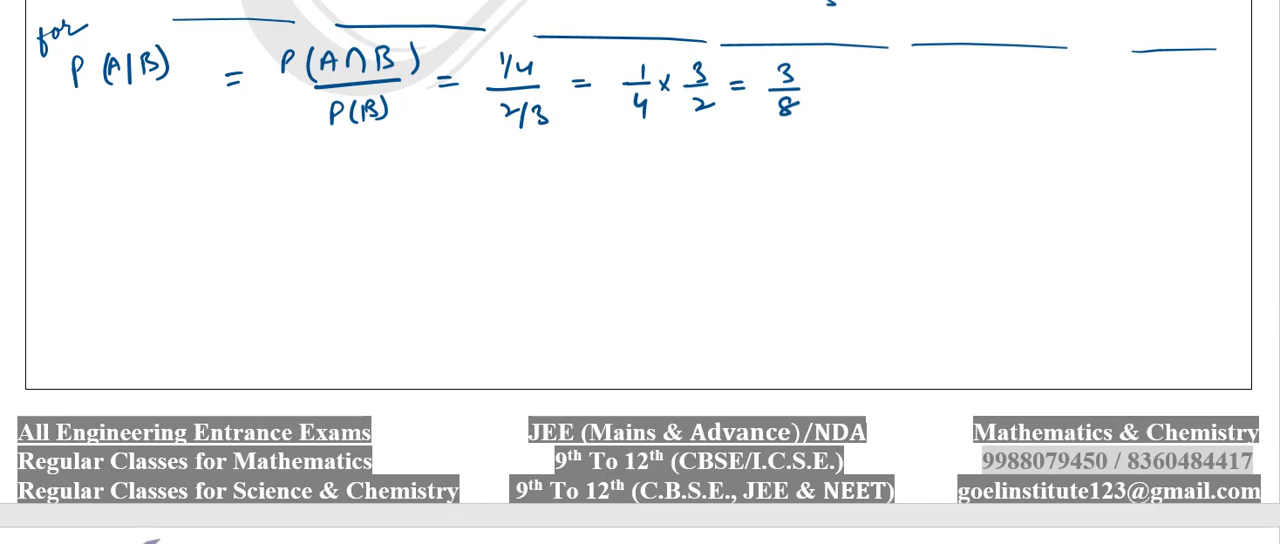 for
P(A|B) = P(A∩B)/P(B) = 1/4 / 2/3 = 1/4 × 3/2 = 3/8
All Engineering Entrance Exams
JEE (Mains & Advance)/NDA
Mathematics & Chemistry
Regular Classes for Mathematics
9th To 12th (CBSE/I.C.S.E.)
9988079450 / 8360484417
Regular Classes for Science & Chemistry
9th To 12th (C.B.S.E., JEE & NEET)
goelinstitute123@gmail.com